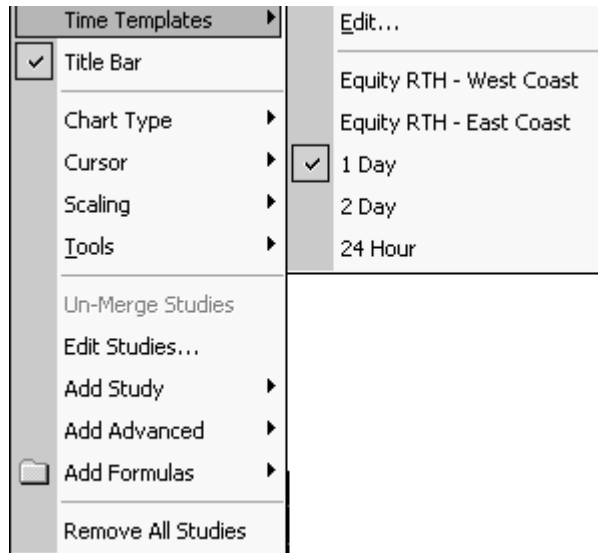 Time Templates
Title Bar
Chart Type
Cursor
Scaling
Tools
Un-Merge Studies
Edit Studies...
Add Study
Add Advanced
Add Formulas
Remove All Studies
Edit...
Equity RTH - West Coast
Equity RTH - East Coast
1 Day
2 Day
24 Hour